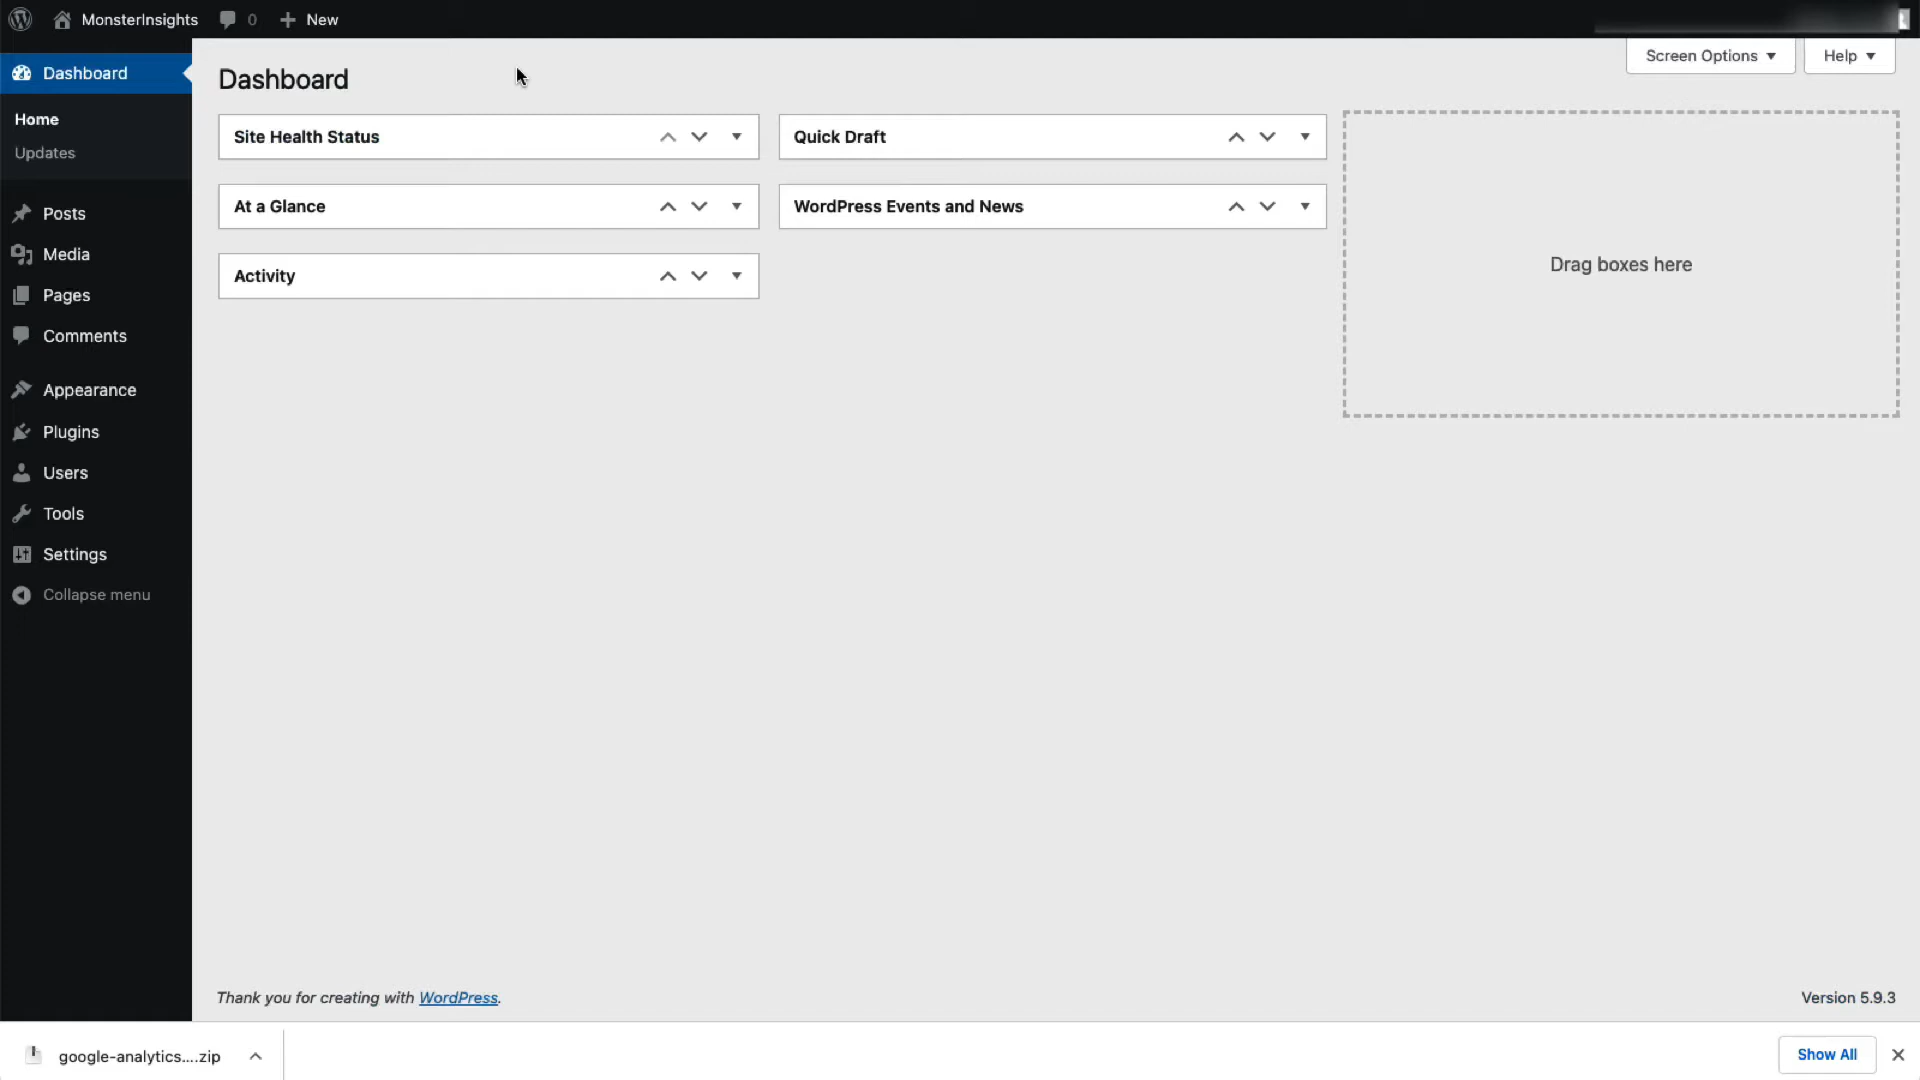 MonsterInsights 0 New
Screen Options Help
Dashboard
Home
Updates
Posts
Media
Pages
Comments
Appearance
Plugins
Users
Tools
Settings
Collapse menu
Dashboard
Site Health Status
At a Glance
Activity
Quick Draft
WordPress Events and News
Drag boxes here
Thank you for creating with WordPress.
Version 5.9.3
google-analytics....zip
Show All